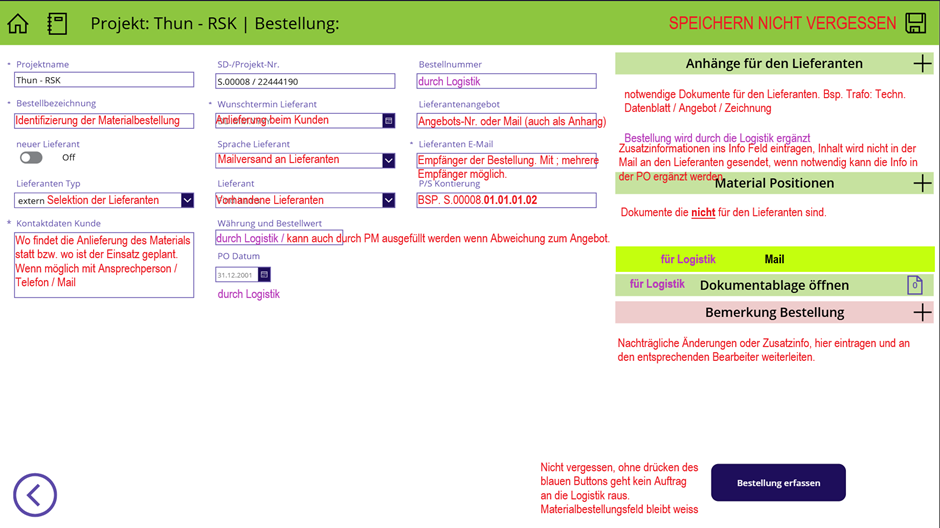 Projekt: Thun - RSK | Bestellung:
SPEICHERN NICHT VERGESSEN
* Projektname
Thun - RSK
SD-/Projekt-Nr.
S.00008 / 22444190
Bestellnummer
durch Logistik
* Bestellbezeichnung
Identifizierung der Materialbestellung
* Wunschtermin Lieferant
Anlieferung beim Kunden
Lieferantenangebot
Angebots-Nr. oder Mail (auch als Anhang)
neuer Lieferant
Off
Sprache Lieferant
Mailversand an Lieferanten
* Lieferanten E-Mail
Empfänger der Bestellung. Mit ; mehrere
Empfänger möglich.
Lieferanten Typ
extern Selektion der Lieferanten
Lieferant
Vorhandene Lieferanten
P/S Kontierung
BSP. S.00008.01.01.01.02
* Kontaktdaten Kunde
Wo findet die Anlieferung des Materials
statt bzw. wo ist der Einsatz geplant.
Wenn möglich mit Ansprechperson /
Telefon / Mail
Währung und Bestellwert
durch Logistik / kann auch durch PM ausgefüllt werden wenn Abweichung zum Angebot.
PO Datum
31.12.2001
durch Logistik
Anhänge für den Lieferanten
notwendige Dokumente für den Lieferanten. Bsp. Trafo: Techn.
Datenblatt / Angebot / Zeichnung
Bestellung wird durch die Logistik ergänzt
Zusatzinformation ins Info Feld eintragen, Inhalt wird nicht in der
Mail an den Lieferanten gesendet, wenn notwendig kann die Info in
der PO ergänzt werden
Material Positionen
Dokumente die nicht für den Lieferanten sind.
für Logistik Mail
für Logistik Dokumentablage öffnen
0
Bemerkung Bestellung
Nachträgliche Änderungen oder Zusatzinfo, hier eintragen und an
den entsprechenden Bearbeiter weiterleiten.
Nicht vergessen, ohne drücken des
blauen Buttons geht kein Auftrag
an die Logistik raus.
Materialbestellungsfeld bleibt weiss
Bestellung erfassen